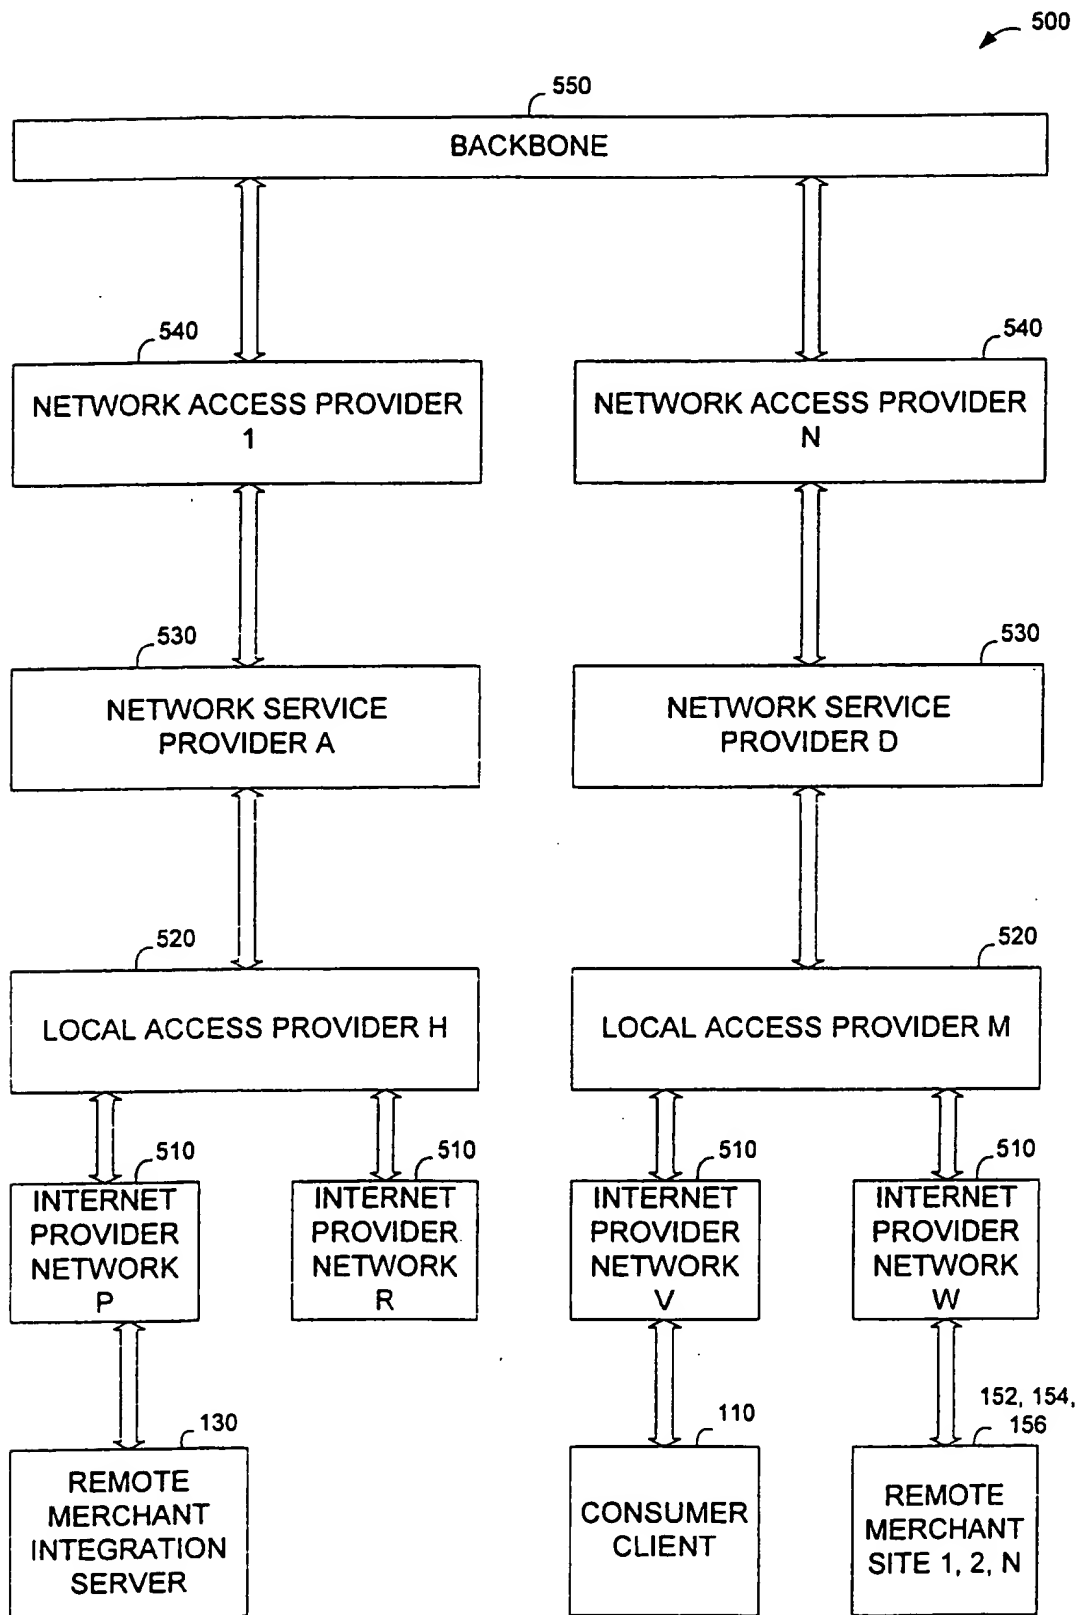 500
550
BACKBONE
540
540
NETWORK ACCESS PROVIDER
1
NETWORK ACCESS PROVIDER
N
530
530
NETWORK SERVICE
PROVIDER A
NETWORK SERVICE
PROVIDER D
520
520
LOCAL ACCESS PROVIDER H
LOCAL ACCESS PROVIDER M
510
510
510
510
INTERNET
PROVIDER
NETWORK
P
INTERNET
PROVIDER
NETWORK
R
INTERNET
PROVIDER
NETWORK
V
INTERNET
PROVIDER
NETWORK
W
130
110
152, 154,
156
REMOTE
MERCHANT
INTEGRATION
SERVER
CONSUMER
CLIENT
REMOTE
MERCHANT
SITE 1, 2, N